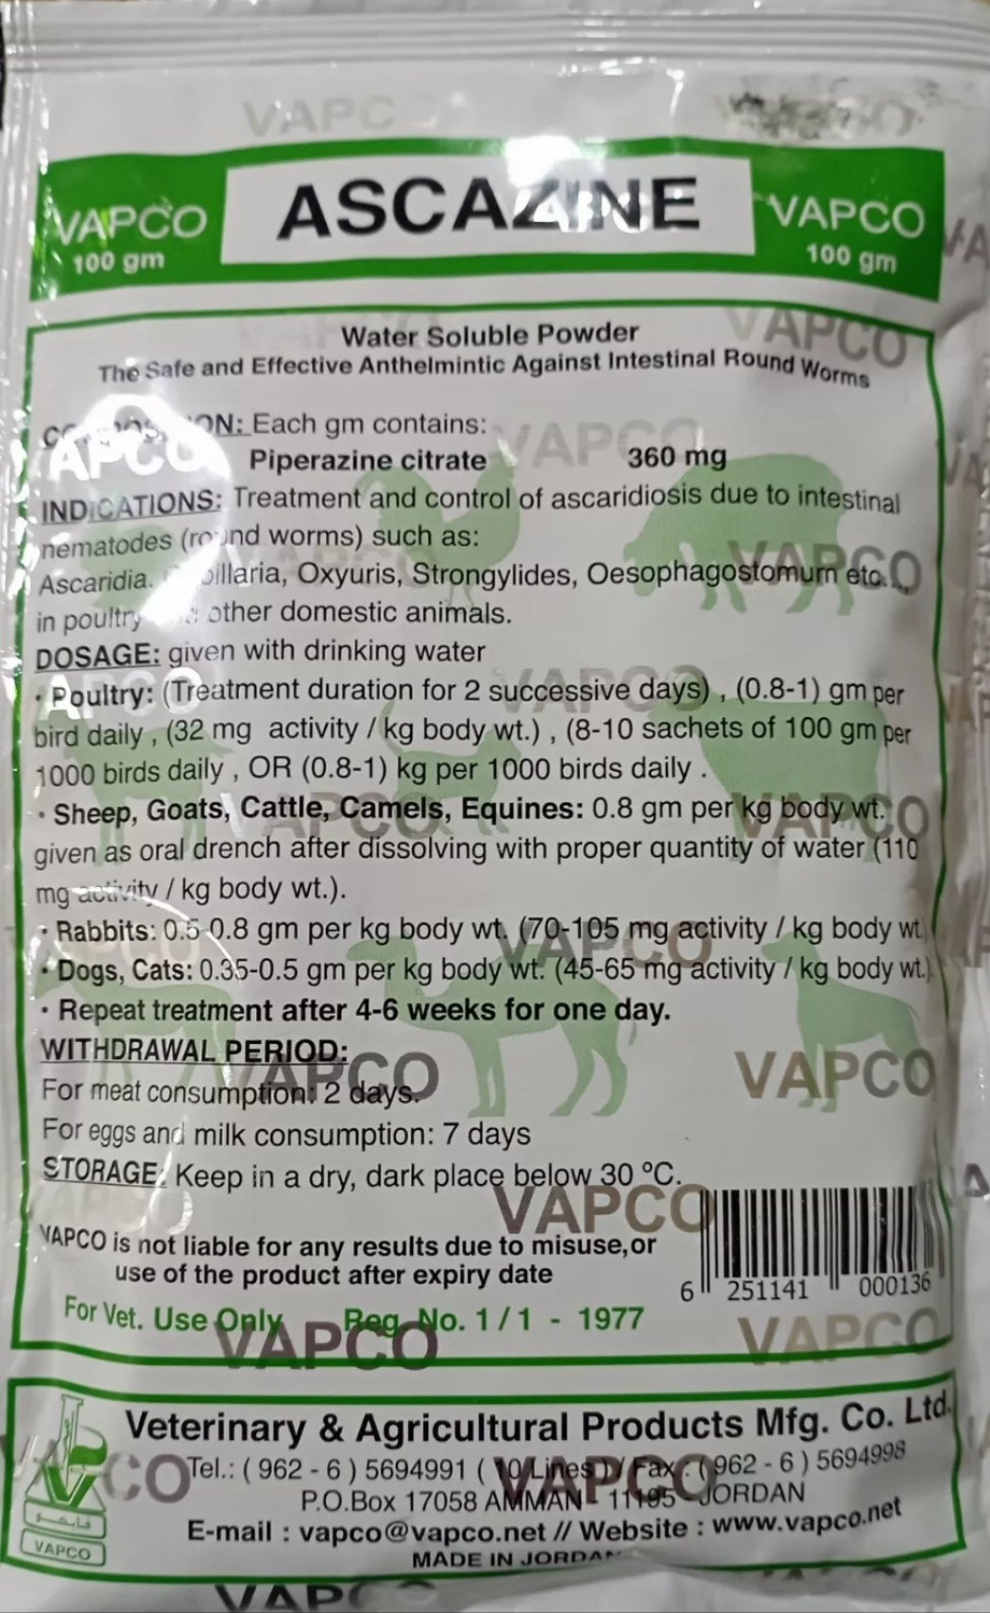 VAPCO
VAPCO
100 gm
ASCAZINE
VAPCO
100 gm
Water Soluble Powder
The Safe and Effective Anthelmintic Against Intestinal Round Worms
Each gm contains:
Piperazine citrate 360 mg
INDICATIONS: Treatment and control of ascaridiosis due to intestinal
nematodes (round worms) such as:
Ascaridia. Oxyuris, Strongylides, Oesophagostomum etc..,
in poultry other domestic animals.
DOSAGE: given with drinking water
· Poultry: (Treatment duration for 2 successive days) , (0.8-1) gm per
bird daily , (32 mg activity / kg body wt.) , (8-10 sachets of 100 gm per
1000 birds daily , OR (0.8-1) kg per 1000 birds daily .
· Sheep, Goats, Cattle, Camels, Equines: 0.8 gm per kg body wt.
given as oral drench after dissolving with proper quantity of water (110
mg activity / kg body wt.).
· Rabbits: 0.5-0.8 gm per kg body wt. (70-105 mg activity / kg body wt.)
· Dogs, Cats: 0.35-0.5 gm per kg body wt. (45-65 mg activity / kg body wt.)
· Repeat treatment after 4-6 weeks for one day.
WITHDRAWAL PERIOD:
For meat consumption: 2 days.
For eggs and milk consumption: 7 days
STORAGE: Keep in a dry, dark place below 30 ºC.
VAPCO is not liable for any results due to misuse,or
use of the product after expiry date
6 251141 000136
For Vet. Use Only Reg. No. 1 / 1 - 1977
Veterinary & Agricultural Products Mfg. Co. Ltd.
Tel.: ( 962 - 6 ) 5694991 ( 10 Lines ) / Fax : ( 962 - 6 ) 5694998
P.O.Box 17058 AMMAN - 11195 - JORDAN
E-mail : vapco@vapco.net // Website : www.vapco.net
MADE IN JORDAN
ڤابكو
VAPCO
VAPCO